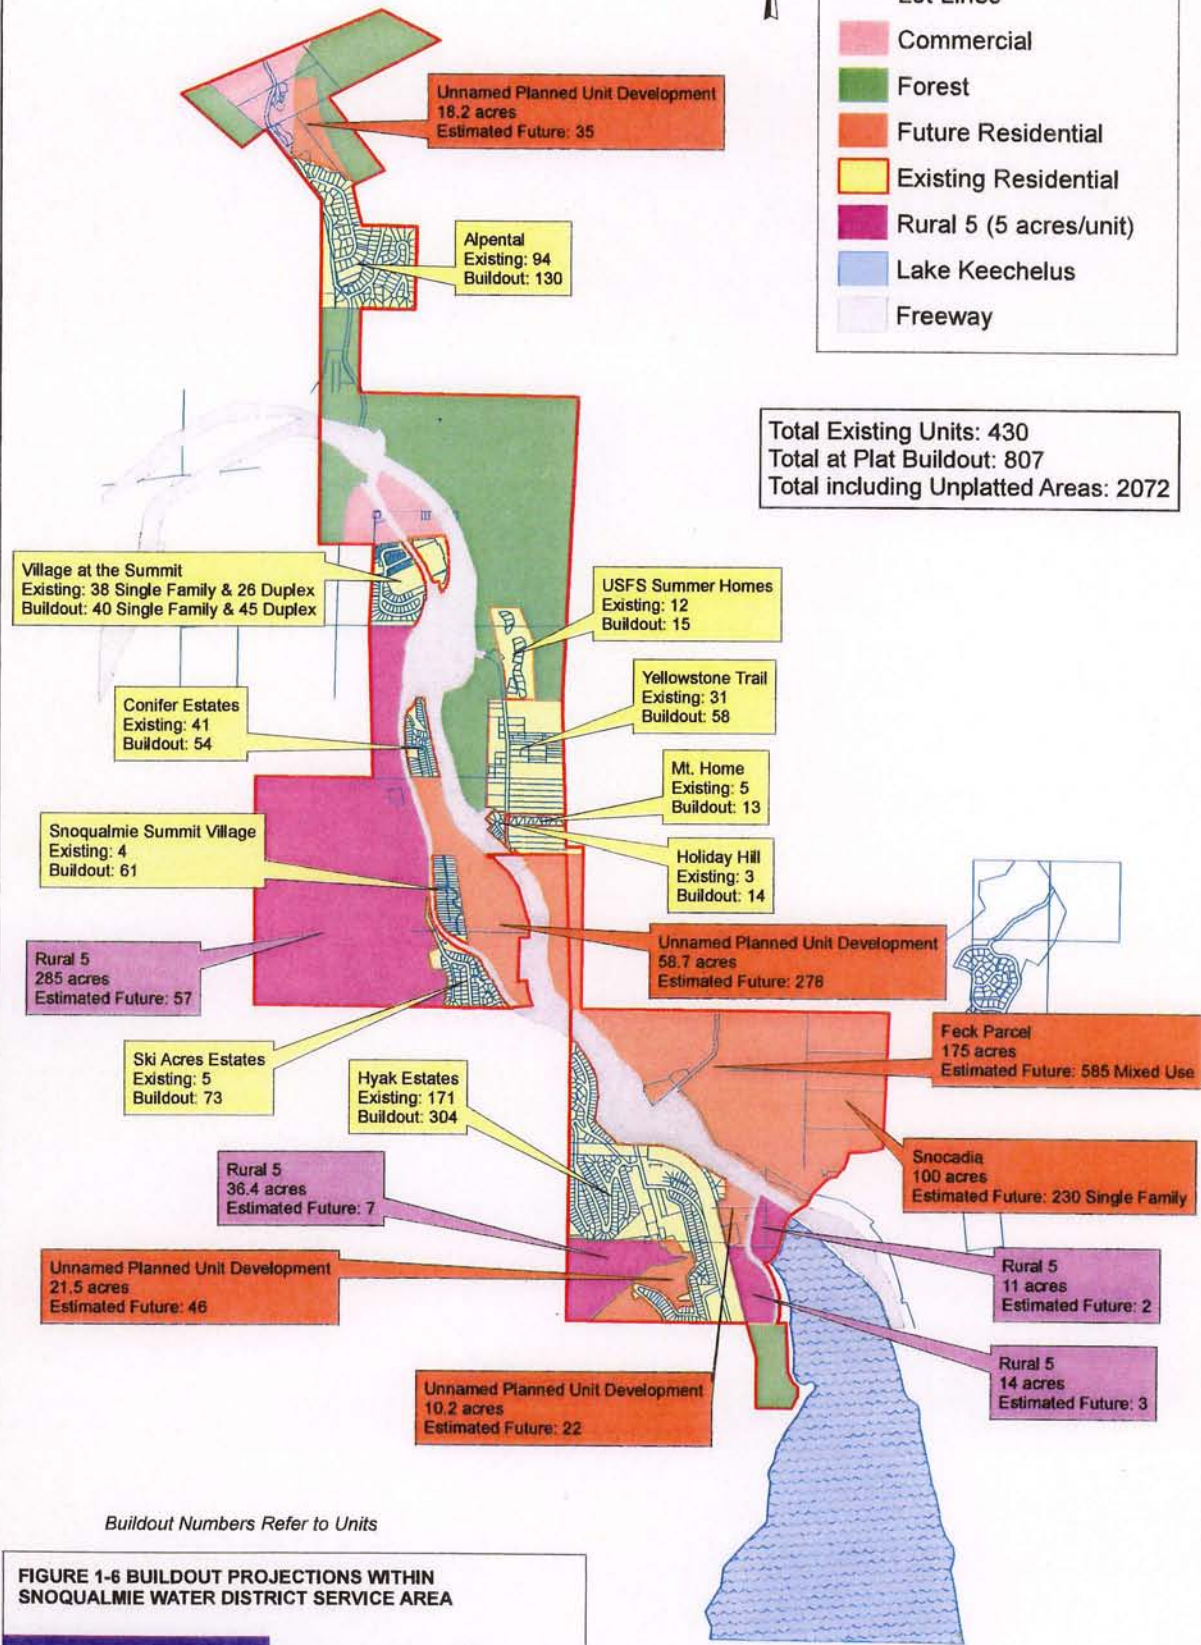 Commercial
Forest
Future Residential
Existing Residential
Rural 5 (5 acres/unit)
Lake Keechelus
Freeway
Total Existing Units: 430
Total at Plat Buildout: 807
Total including Unplatted Areas: 2072
Unnamed Planned Unit Development
18.2 acres
Estimated Future: 35
Alpental
Existing: 94
Buildout: 130
Village at the Summit
Existing: 38 Single Family & 26 Duplex
Buildout: 40 Single Family & 45 Duplex
USFS Summer Homes
Existing: 12
Buildout: 15
Yellowstone Trail
Existing: 31
Buildout: 58
Conifer Estates
Existing: 41
Buildout: 54
Mt. Home
Existing: 5
Buildout: 13
Snoqualmie Summit Village
Existing: 4
Buildout: 61
Holiday Hill
Existing: 3
Buildout: 14
Unnamed Planned Unit Development
58.7 acres
Estimated Future: 278
Rural 5
285 acres
Estimated Future: 57
Feck Parcel
175 acres
Estimated Future: 585 Mixed Use
Ski Acres Estates
Existing: 5
Buildout: 73
Hyak Estates
Existing: 171
Buildout: 304
Snocadia
100 acres
Estimated Future: 230 Single Family
Rural 5
36.4 acres
Estimated Future: 7
Unnamed Planned Unit Development
21.5 acres
Estimated Future: 46
Rural 5
11 acres
Estimated Future: 2
Rural 5
14 acres
Estimated Future: 3
Unnamed Planned Unit Development
10.2 acres
Estimated Future: 22
Buildout Numbers Refer to Units
FIGURE 1-6 BUILDOUT PROJECTIONS WITHIN
SNOQUALMIE WATER DISTRICT SERVICE AREA